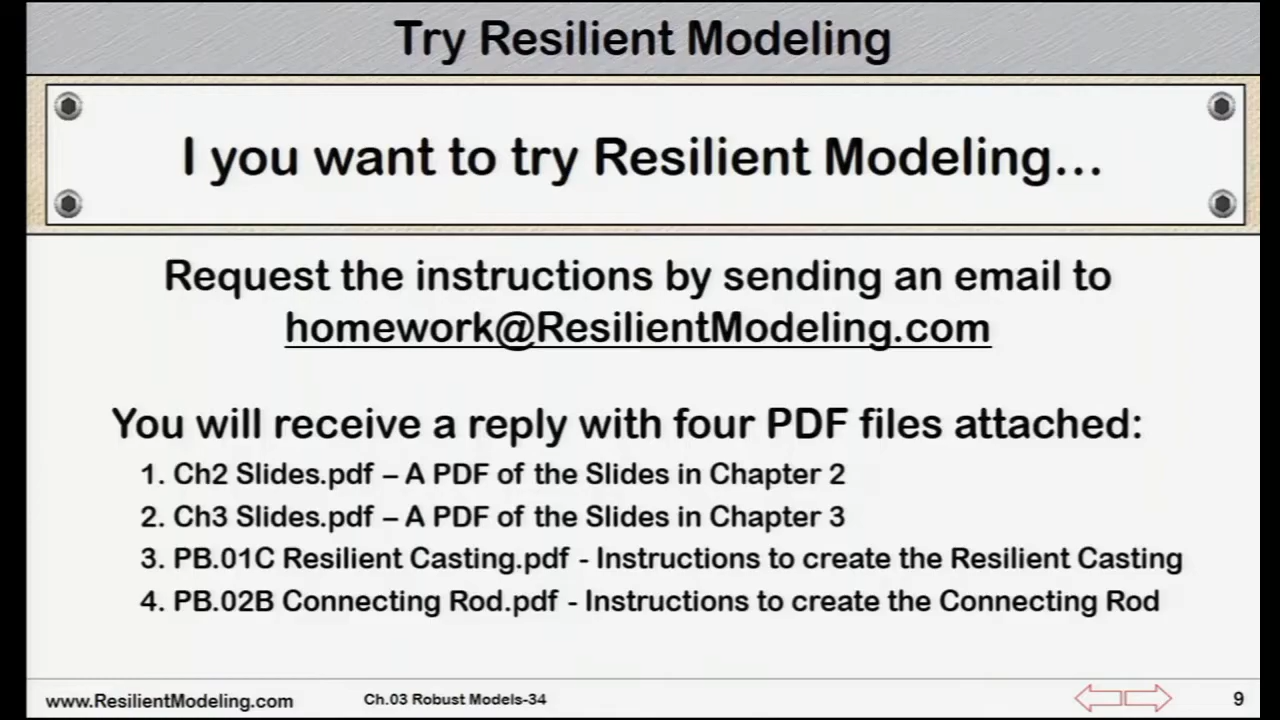 Try Resilient Modeling
I you want to try Resilient Modeling...
Request the instructions by sending an email to
homework@ResilientModeling.com
You will receive a reply with four PDF files attached:
1. Ch2 Slides.pdf – A PDF of the Slides in Chapter 2
2. Ch3 Slides.pdf – A PDF of the Slides in Chapter 3
3. PB.01C Resilient Casting.pdf - Instructions to create the Resilient Casting
4. PB.02B Connecting Rod.pdf - Instructions to create the Connecting Rod
www.ResilientModeling.com Ch.03 Robust Models-34 9